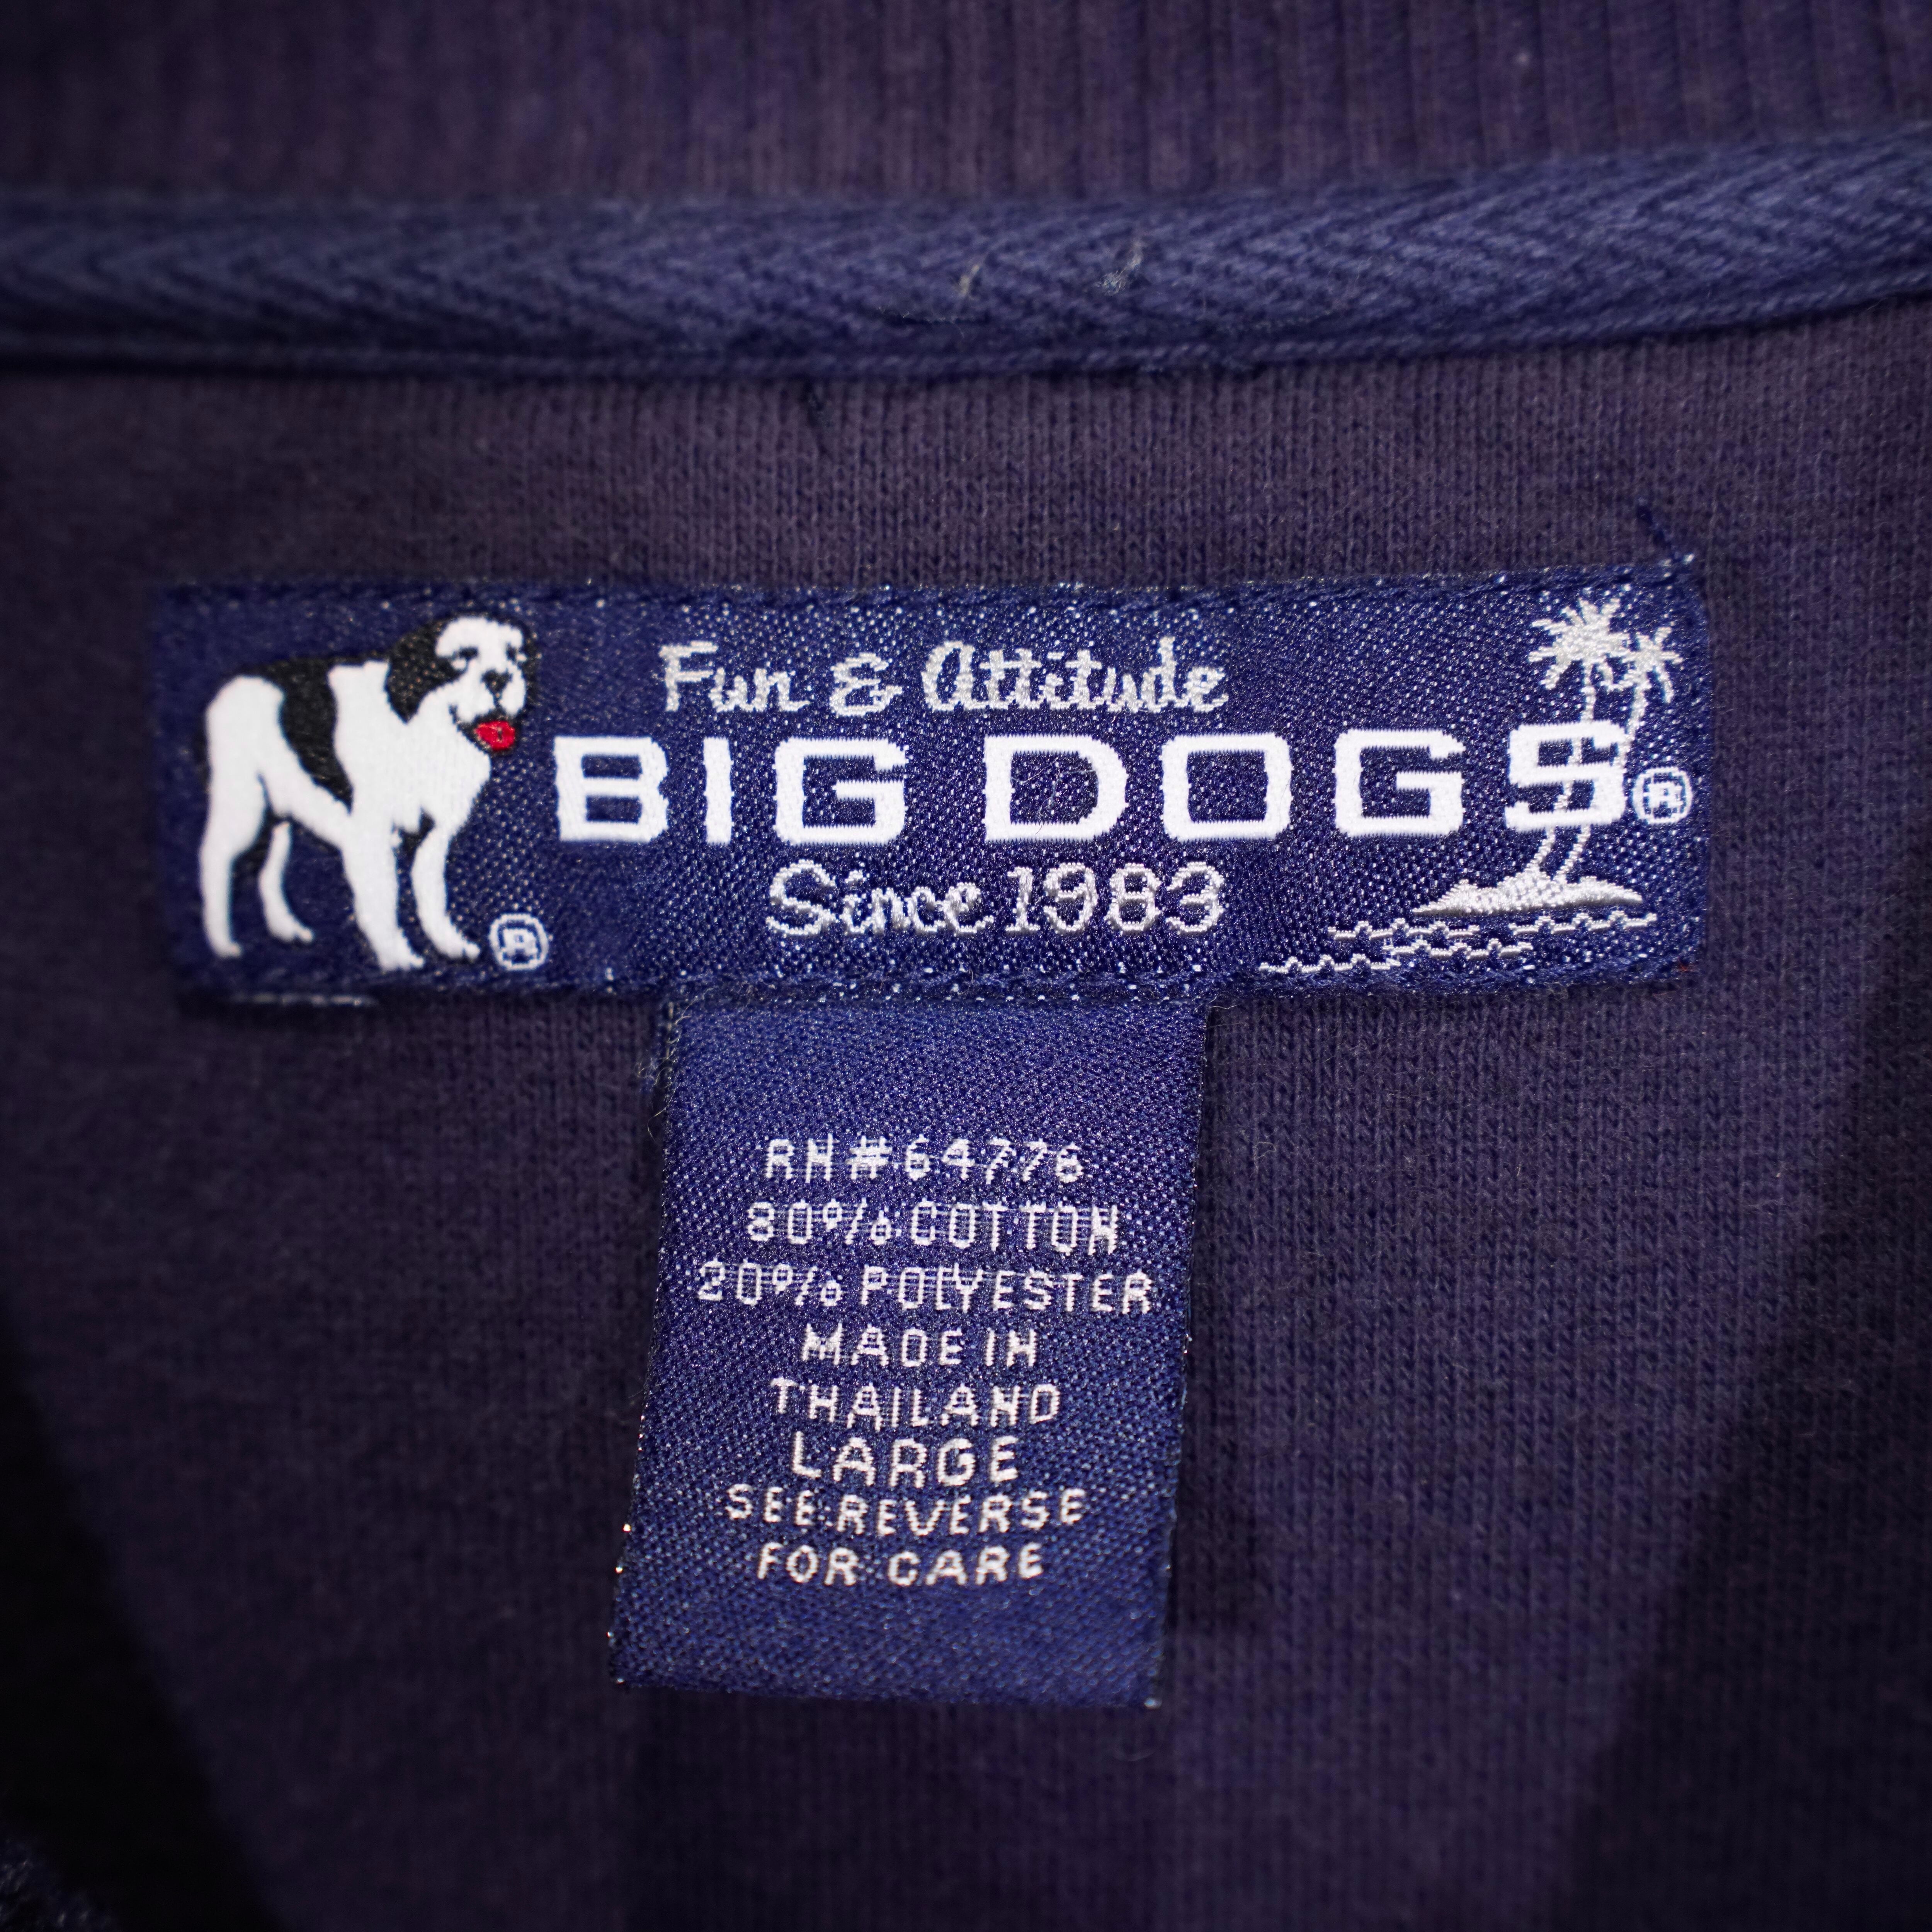 Fun & Attitude
BIG DOGS®
Since 1983
®
RN#64776
80% COTTON
20% POLYESTER
MADE IN
THAILAND
LARGE
SEE REVERSE
FOR CARE